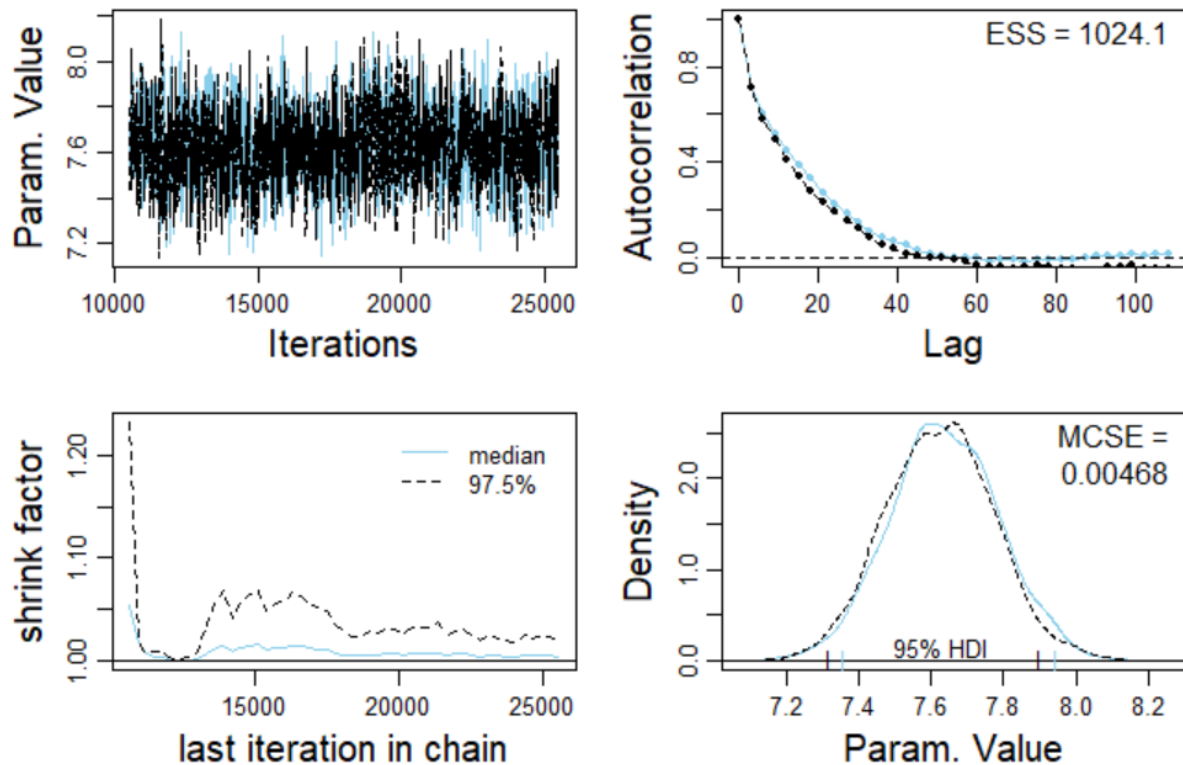 Param. Value
7.2 7.6 8.0
10000 15000 20000 25000
Iterations
Autocorrelation
0.0 0.4 0.8
ESS = 1024.1
0 20 40 60 80 100
Lag
shrink factor
1.00 1.10 1.20
median
97.5%
15000 20000 25000
last iteration in chain
Density
0.0 1.0 2.0
MCSE =
0.00468
95% HDI
7.2 7.4 7.6 7.8 8.0 8.2
Param. Value